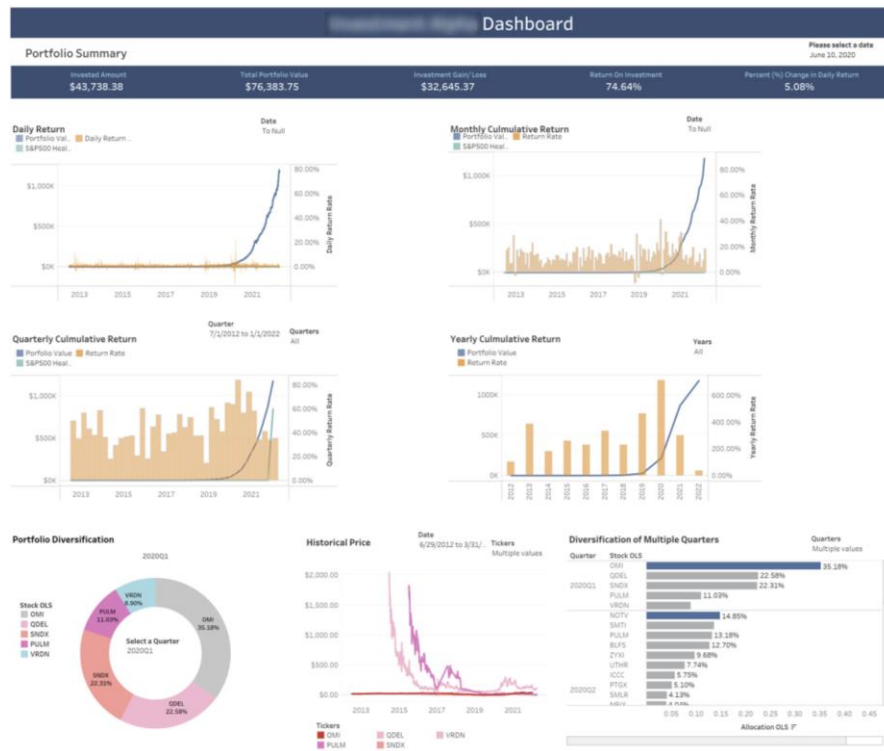 Dashboard
Portfolio Summary
Please select a date
June 10, 2020
Invested Amount
$43,738.38
Total Portfolio Value
$76,383.75
Investment Gain/ Loss
$32,645.37
Return On Investment
74.64%
Percent (%) Change in Daily Return
5.08%
Daily Return
Date
To Null
Portfolio Val.. Daily Return ..
S&P500 Heal..
$1,000K
$500K
$0K
80.00%
60.00%
40.00%
20.00%
0.00%
Daily Return Rate
2013 2015 2017 2019 2021
Monthly Culmulative Return
Date
To Null
Portfolio Val.. Return Rate
S&P500 Heal..
$1,000K
$500K
$0K
80.00%
60.00%
40.00%
20.00%
0.00%
Monthly Return Rate
2013 2015 2017 2019 2021
Quarterly Culmulative Return
Quarter
7/1/2012 to 1/1/2022
Quarters
All
Porfolio Value Return Rate
S&P500 Heal..
$1,000K
$500K
$0K
80.00%
60.00%
40.00%
20.00%
0.00%
Quarterly Return Rate
2013 2015 2017 2019 2021
Yearly Culmulative Return
Years
All
Portfolio Value
Return Rate
1000K
500K
0K
600.00%
400.00%
200.00%
0.00%
Yearly Return Rate
2012 2013 2014 2015 2016 2017 2018 2019 2020 2021 2022
Portfolio Diversification
2020Q1
Stock OLS
OMI
QDEL
SNDX
PULM
VRDN
VRDN
8.90%
PULM
11.03%
OMI
35.18%
Select a Quarter
2020Q1
SNDX
22.31%
QDEL
22.58%
Historical Price
Date
6/29/2012 to 3/31/..
Tickers
Multiple values
$2,000.00
$1,500.00
$1,000.00
$500.00
$0.00
2013 2015 2017 2019 2021
Tickers
OMI QDEL VRDN
PULM SNDX
Diversification of Multiple Quarters
Quarters
Multiple values
Quarter Stock OLS
2020Q1
OMI 35.18%
QDEL 22.58%
SNDX 22.31%
PULM 11.03%
VRDN
2020Q2
NOTV 14.85%
SMTI
PULM 13.18%
BLFS 12.70%
ZYXI 9.68%
UTHR 7.74%
ICCC 5.75%
PTGX 5.10%
SMLR 4.13%
0.05 0.10 0.15 0.20 0.25 0.30 0.35 0.40 0.45
Allocation OLS